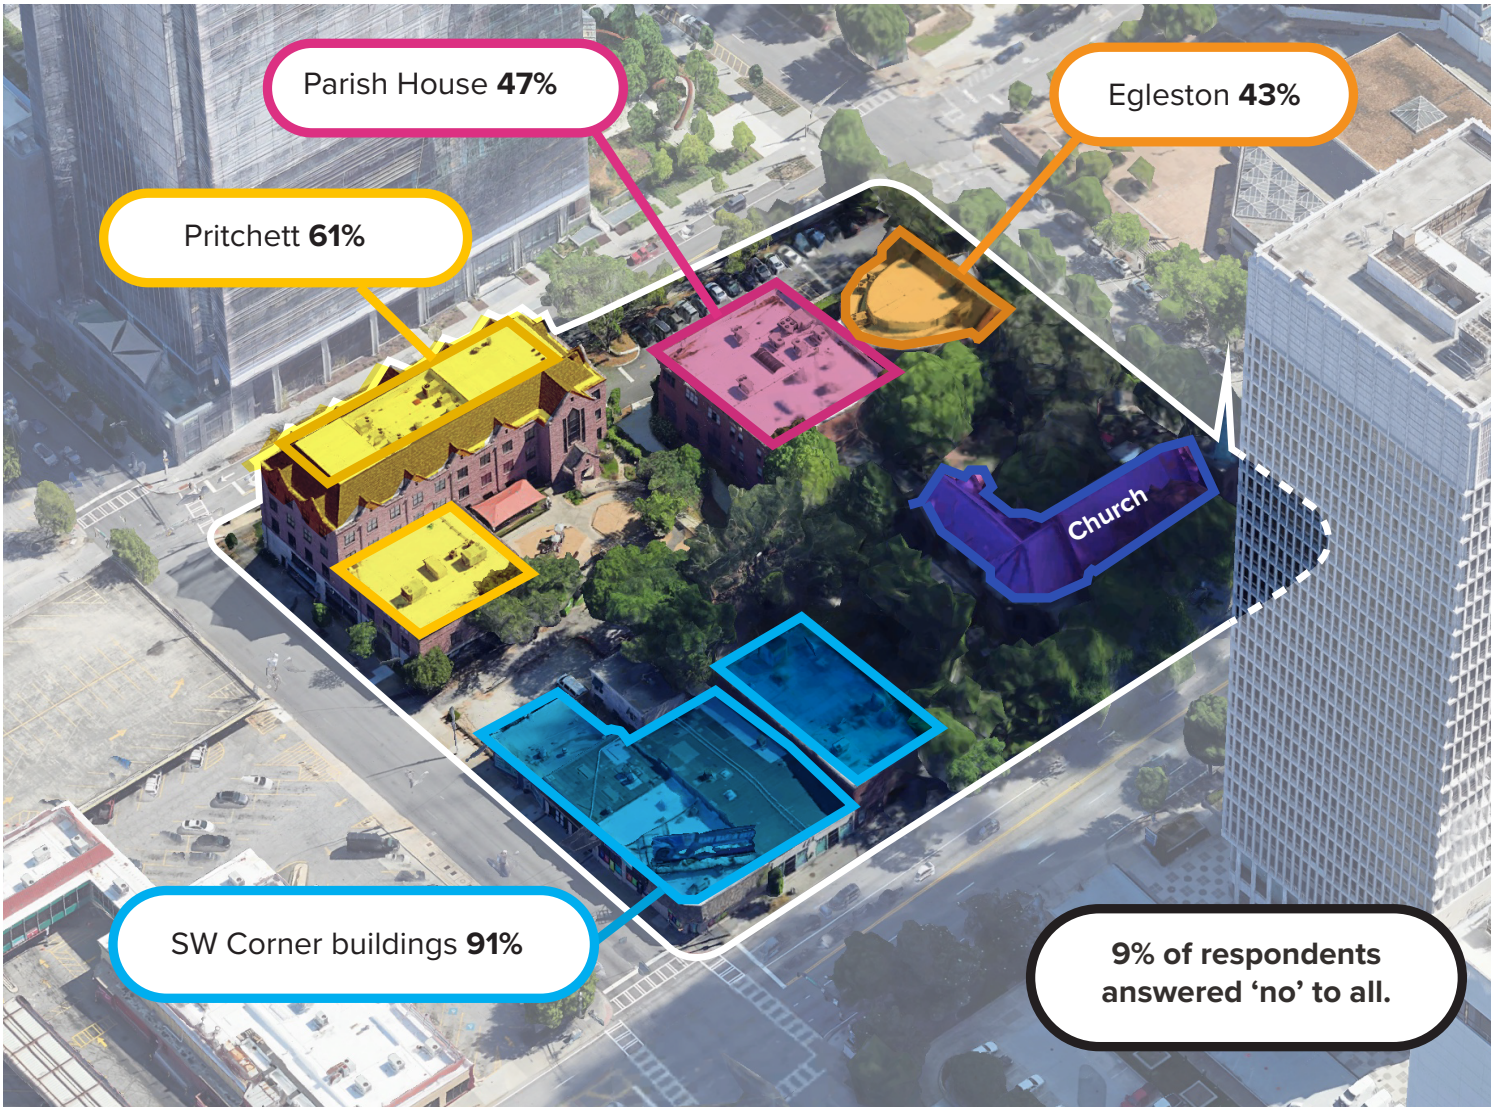 Parish House 47%
Egleston 43%
Pritchett 61%
Church
SW Corner buildings 91%
9% of respondents
answered ‘no’ to all.